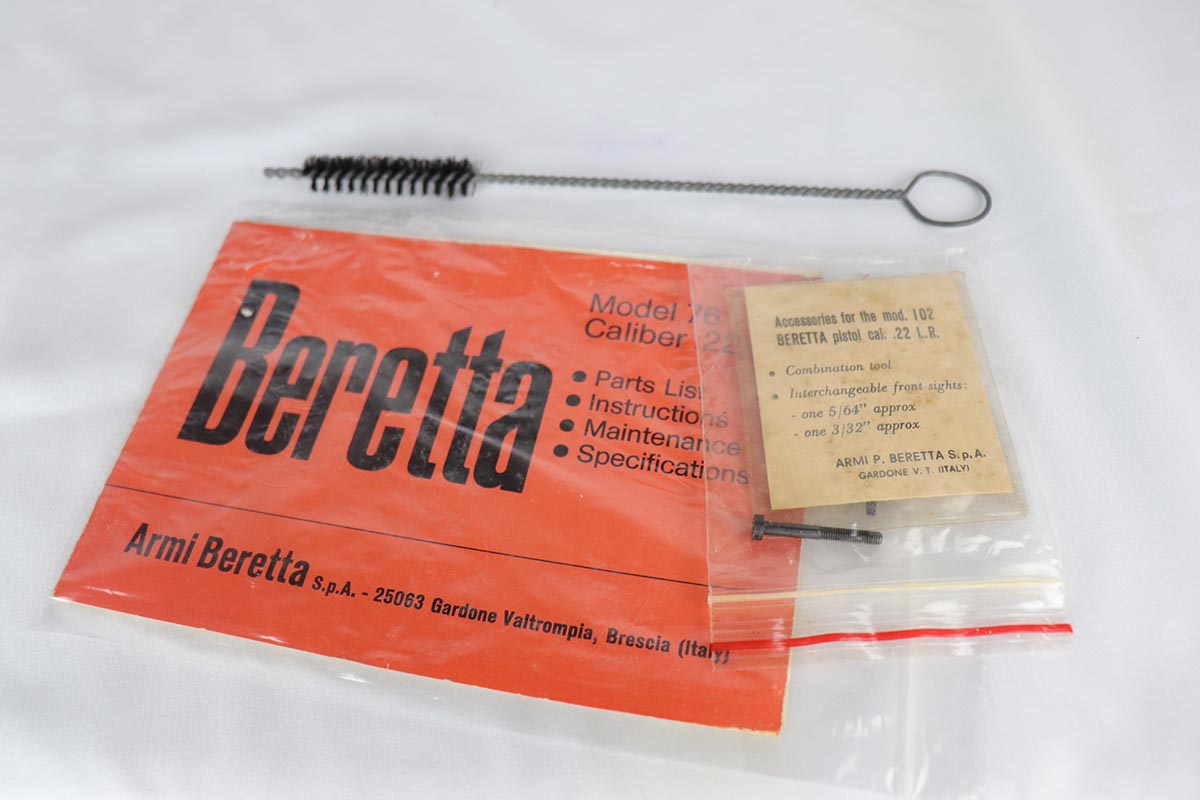 Beretta
Model 76
Caliber .22
• Parts List
• Instructions
• Maintenance
• Specifications
Armi Beretta S.p.A. - 25063 Gardone Valtrompia, Brescia (Italy)
Accessories for the mod. 102
BERETTA pistol cal. .22 L.R.
• Combination tool
• Interchangeable front sights:
- one 5/64" approx
- one 3/32" approx
ARMI P. BERETTA S.p.A.
GARDONE V. T. (ITALY)